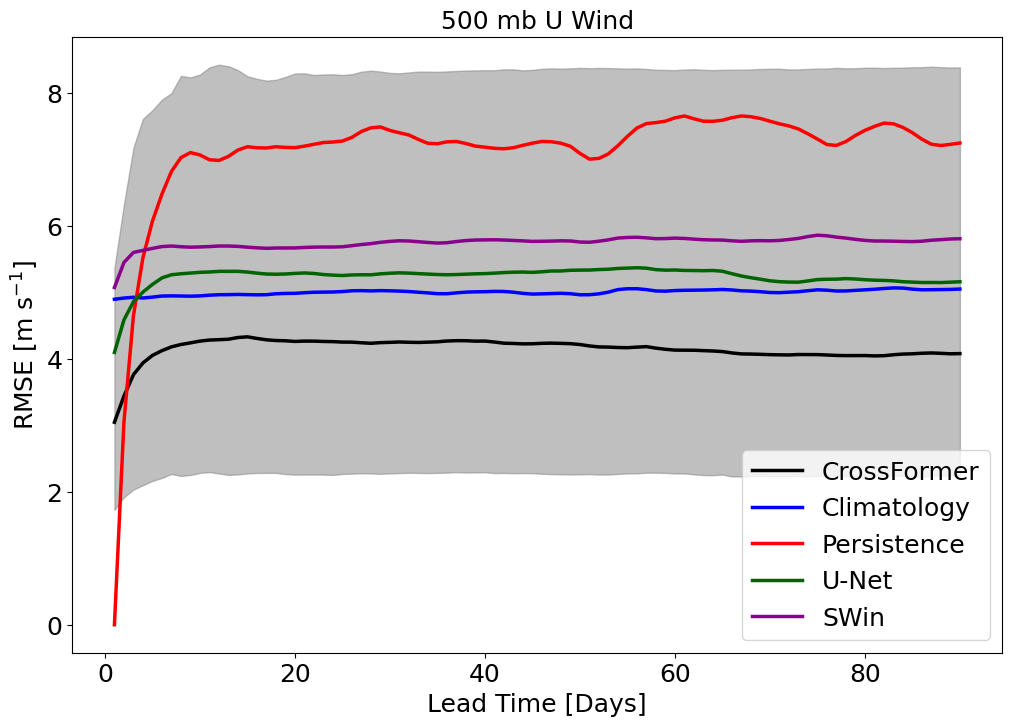 500 mb U Wind
RMSE [m s⁻¹]
8
6
4
2
0
0 20 40 60 80
Lead Time [Days]
CrossFormer
Climatology
Persistence
U-Net
SWin